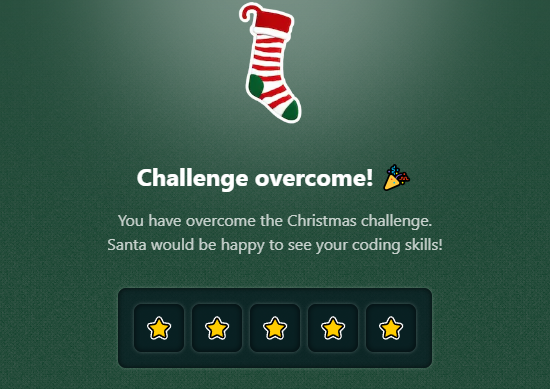 Challenge overcome! 🎉
You have overcome the Christmas challenge.
Santa would be happy to see your coding skills!